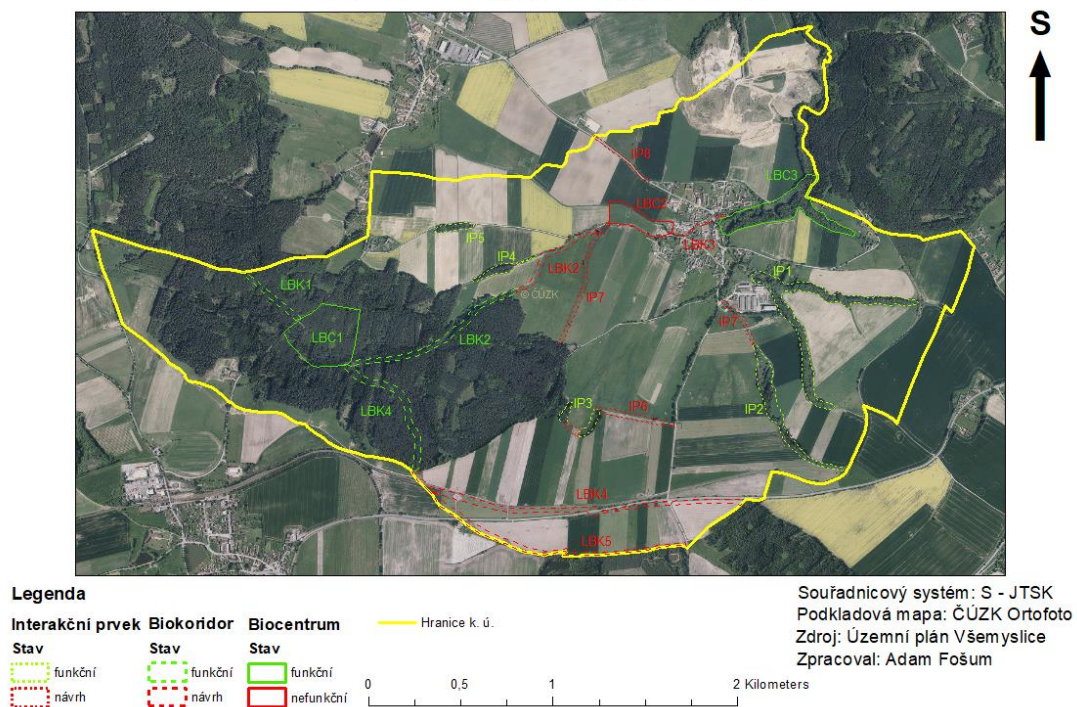 S
IP8
LBC3
LBC2
LBK3
IP5
IP4
LBK2
IP1
LBK1
© ČÚZK
IP7
LBC1
LBK2
IP7
LBK4
IP3
IP6
IP2
LBK4
LBK5
Legenda
Interakční prvek Biokoridor Biocentrum Hranice k. ú.
Stav Stav Stav
funkční funkční funkční
návrh návrh nefunkční
0 0,5 1 2 Kilometers
Souřadnicový systém: S - JTSK
Podkladová mapa: ČÚZK Ortofoto
Zdroj: Územní plán Všemyslice
Zpracoval: Adam Fošum